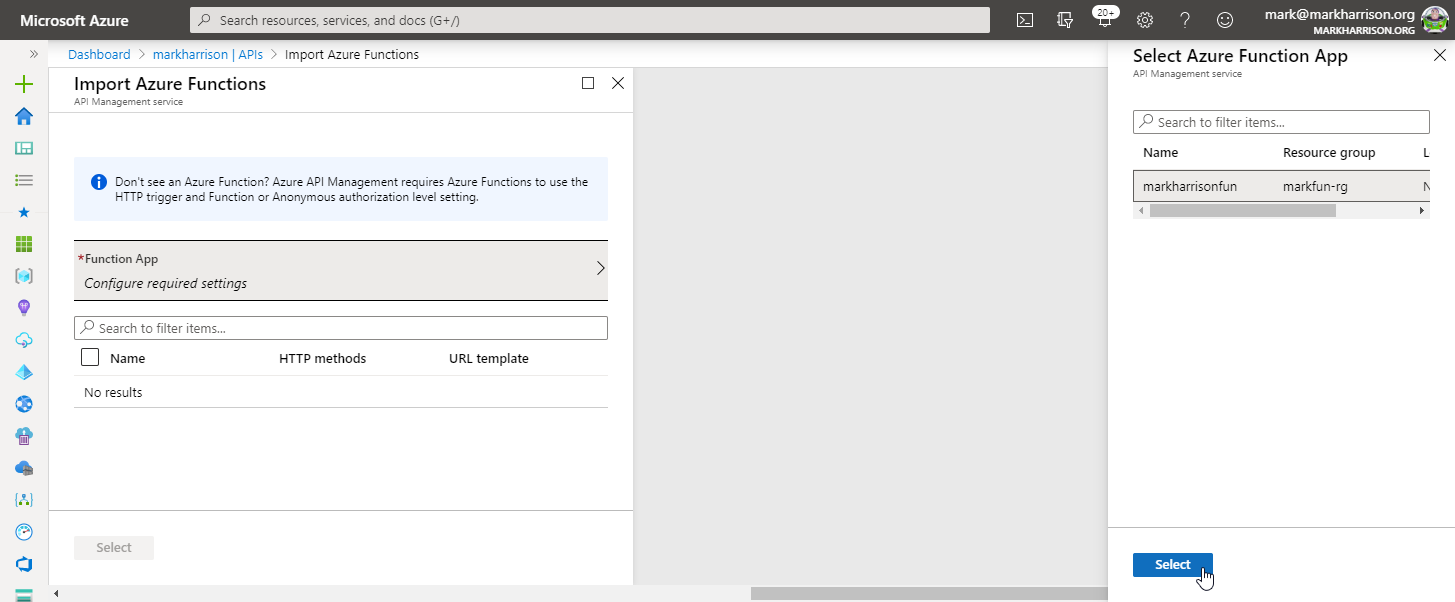 Microsoft Azure
Search resources, services, and docs (G+/)
20+
mark@markharrison.org
MARKHARRISON.ORG
Dashboard > markharrison | APIs > Import Azure Functions
Import Azure Functions
API Management service
Don't see an Azure Function? Azure API Management requires Azure Functions to use the
HTTP trigger and Function or Anonymous authorization level setting.
*Function App
Configure required settings
Search to filter items...
Name HTTP methods URL template
No results
Select
Select Azure Function App
API Management service
Search to filter items...
Name Resource group
markharrisonfun markfun-rg
Select